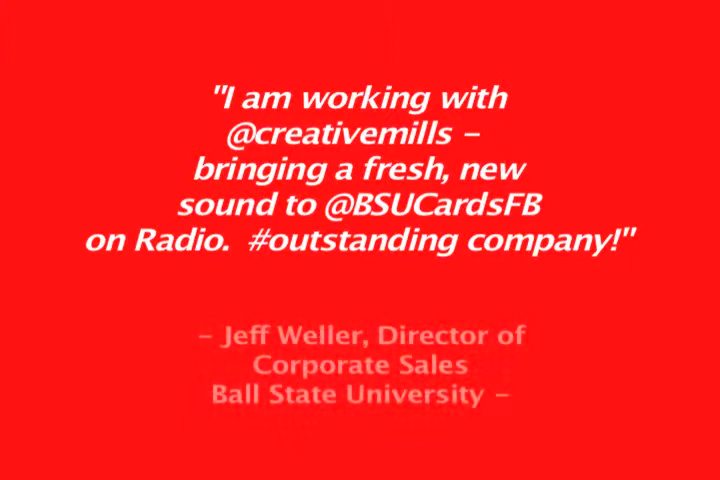 "I am working with
@creativemills –
bringing a fresh, new
sound to @BSUCardsFB
on Radio.  #outstanding company!"
– Jeff Weller, Director of
Corporate Sales
Ball State University –